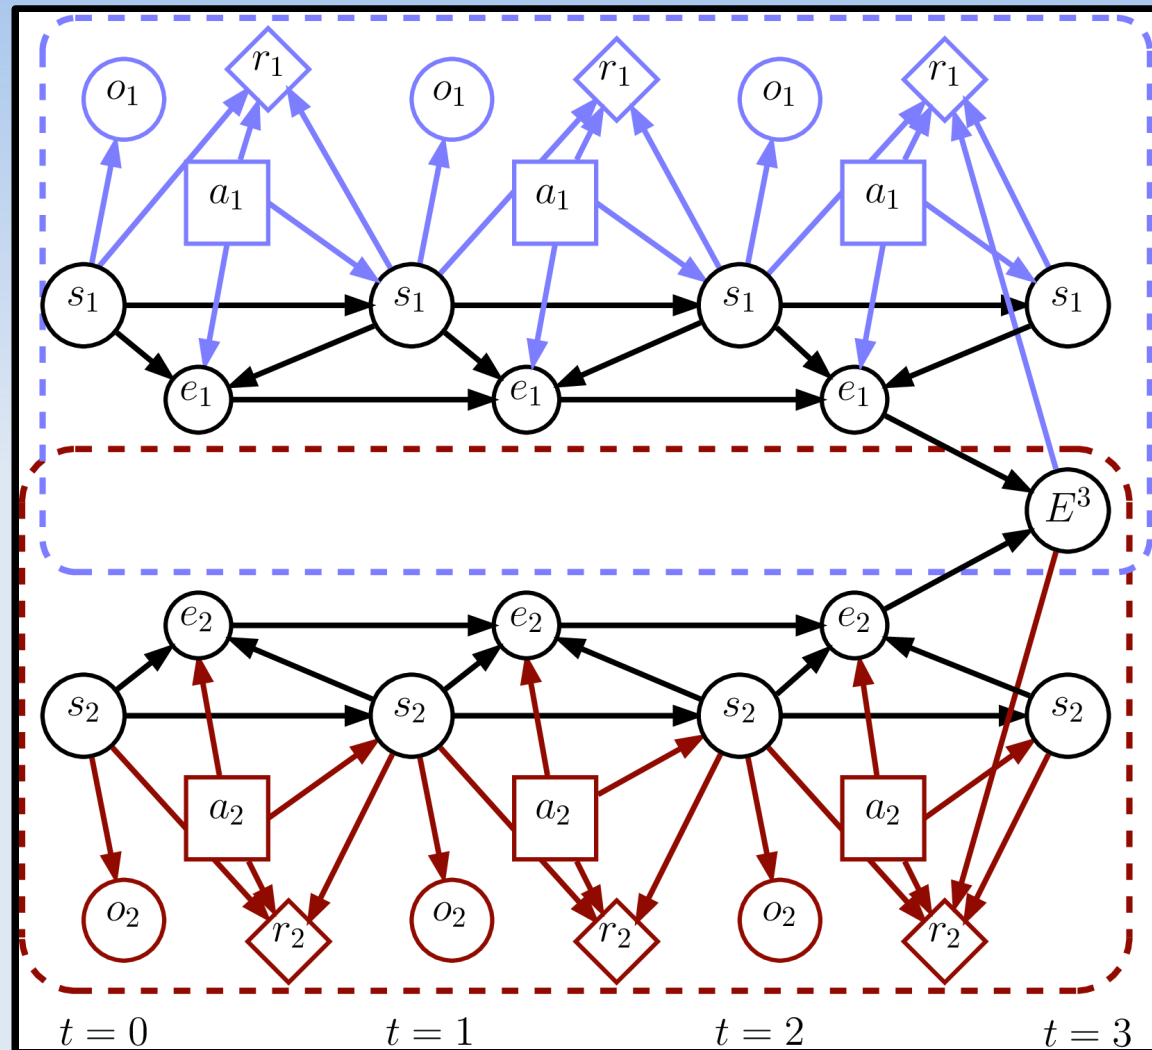 o₁ r₁ o₁ r₁ o₁ r₁
a₁ a₁ a₁
s₁ s₁ s₁ s₁
e₁ e₁ e₁
E³
e₂ e₂ e₂
s₂ s₂ s₂ s₂
a₂ a₂ a₂
o₂ r₂ o₂ r₂ o₂ r₂
t = 0 t = 1 t = 2 t = 3